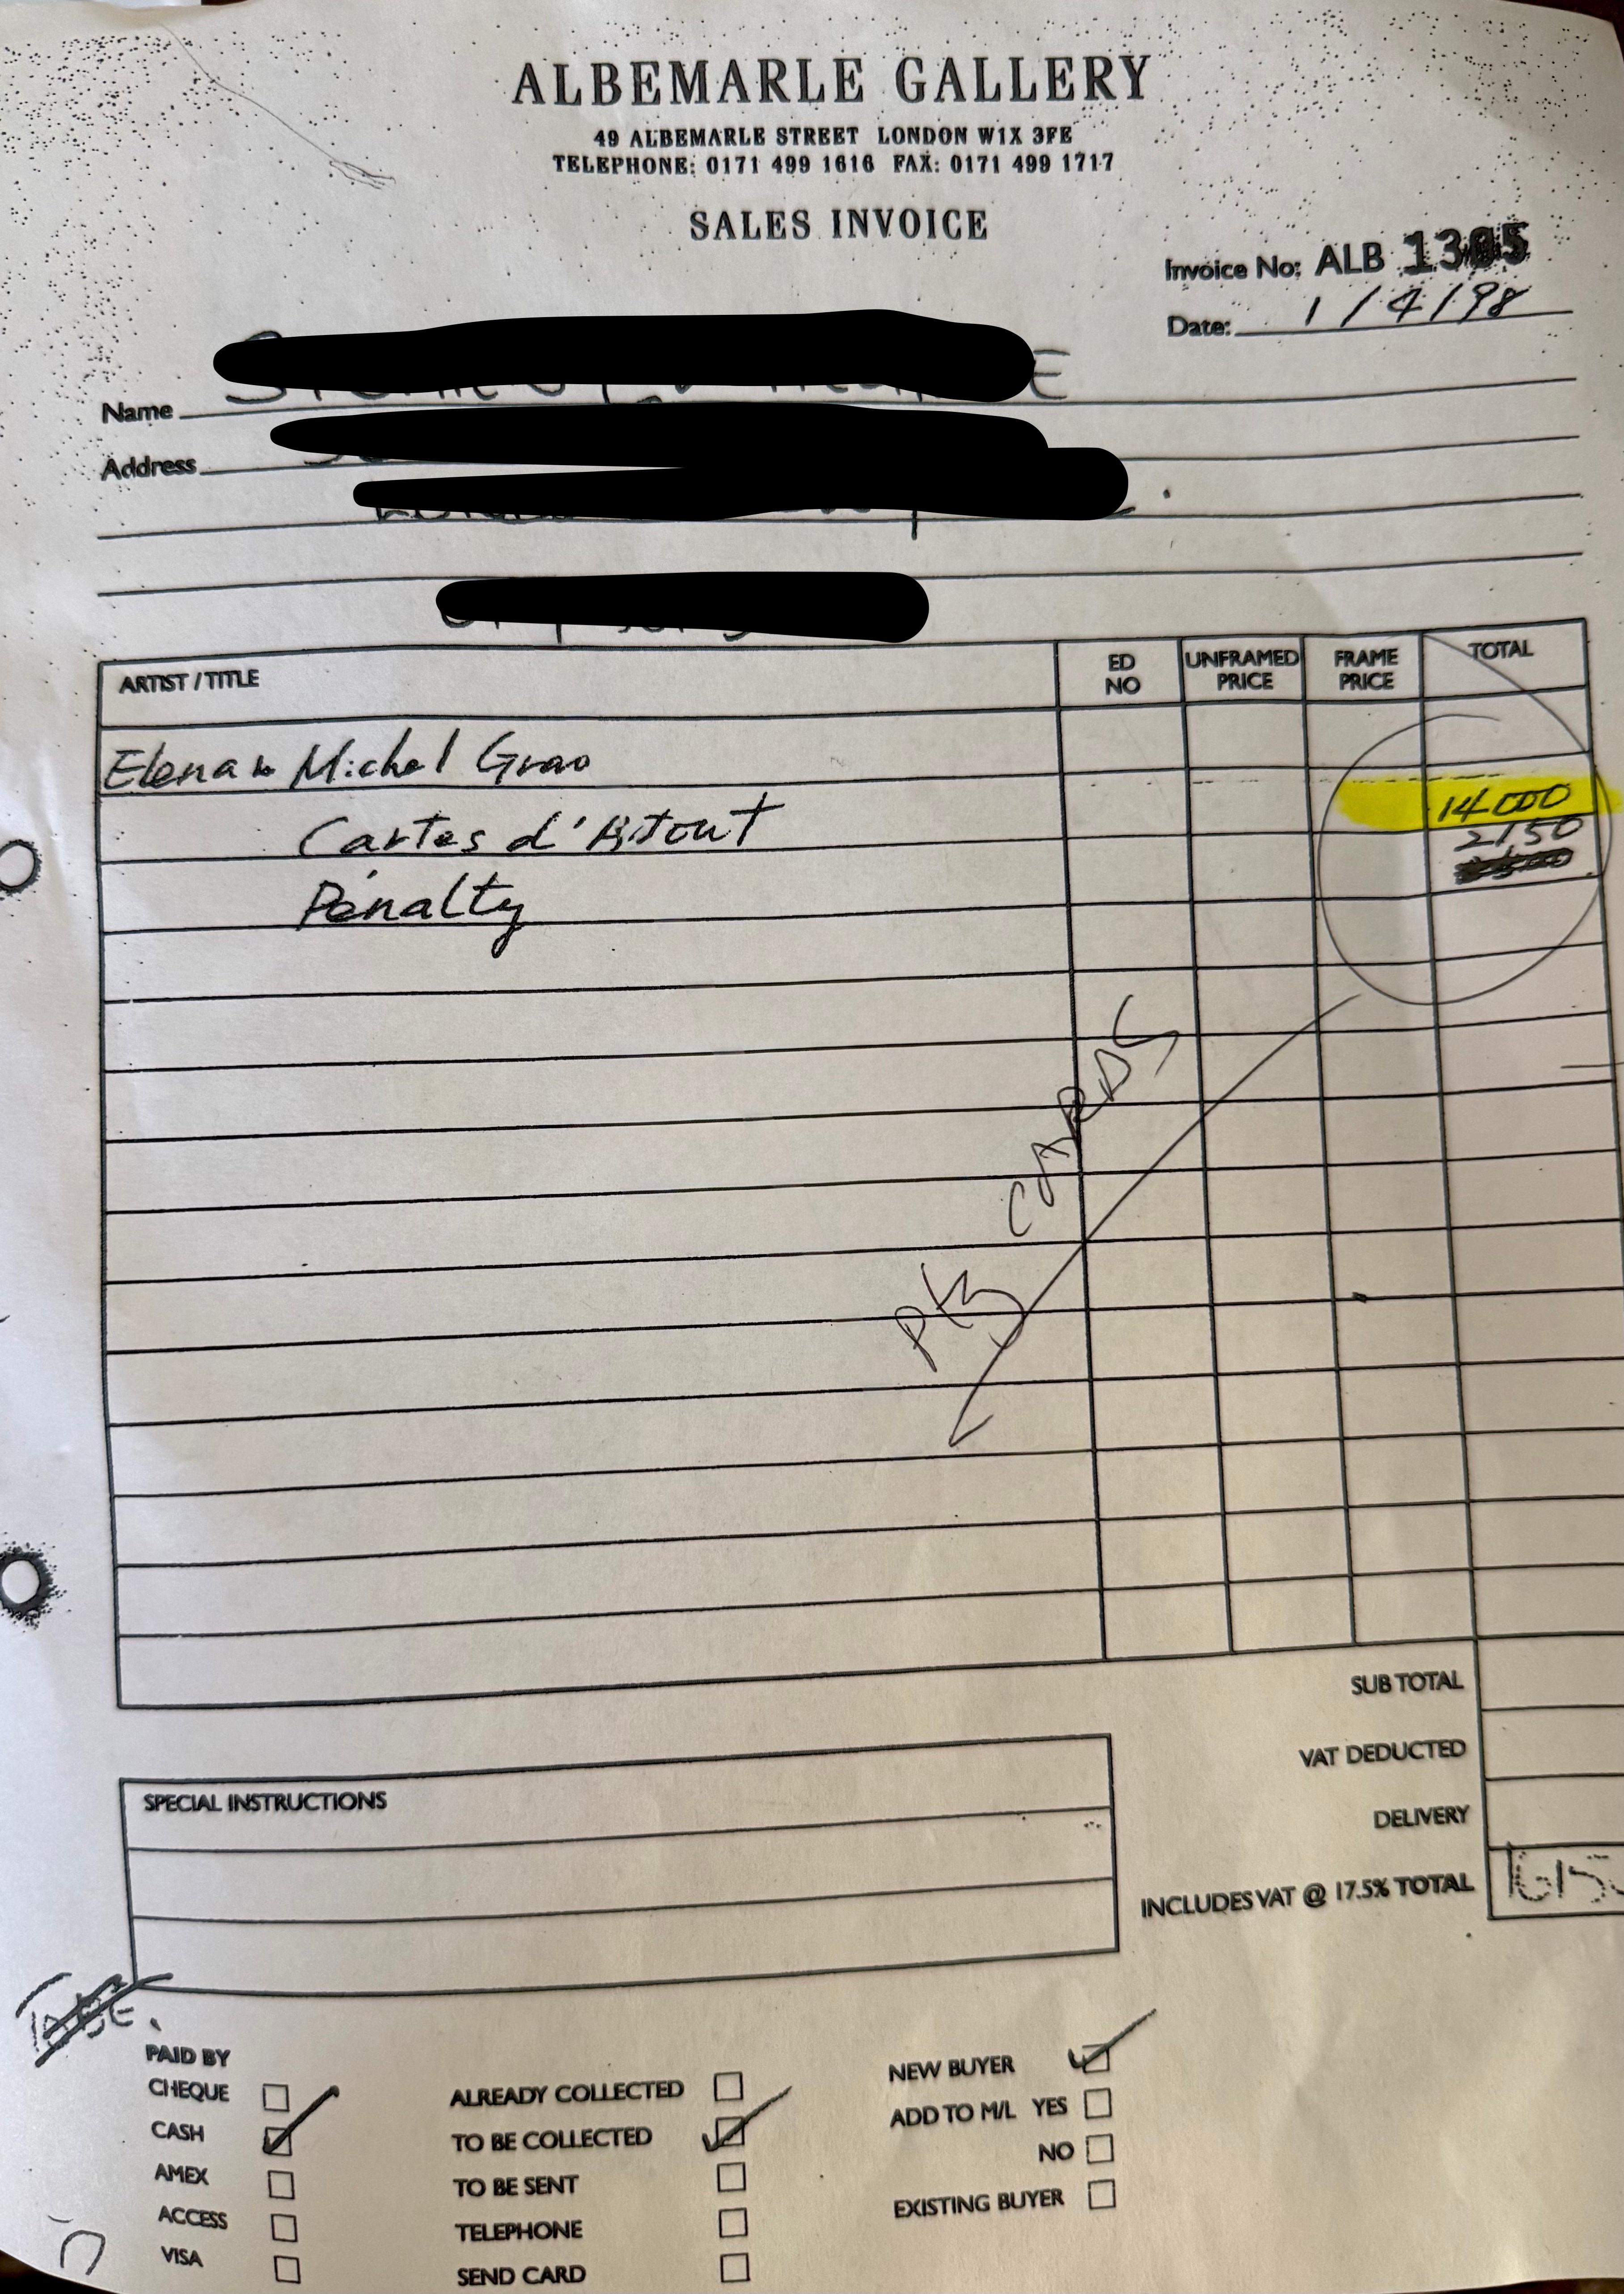 ALBEMARLE GALLERY
49 ALBEMARLE STREET LONDON W1X 3FE
TELEPHONE: 0171 499 1616 FAX: 0171 499 1717
SALES INVOICE
Invoice No: ALB
Date: 1/4/98
Name
Address
ARTIST / TITLE ED NO UNFRAMED PRICE FRAME PRICE TOTAL
Elena & Michel Gran
14000
Cartes d'Atout
2150
Pénalty
Ptg CARDS
SUB TOTAL
VAT DEDUCTED
SPECIAL INSTRUCTIONS
DELIVERY
INCLUDES VAT @ 17.5% TOTAL 1615
PAID BY
CHEQUE
CASH
AMEX
ACCESS
VISA
ALREADY COLLECTED
TO BE COLLECTED
TO BE SENT
TELEPHONE
SEND CARD
NEW BUYER
ADD TO M/L YES
NO
EXISTING BUYER